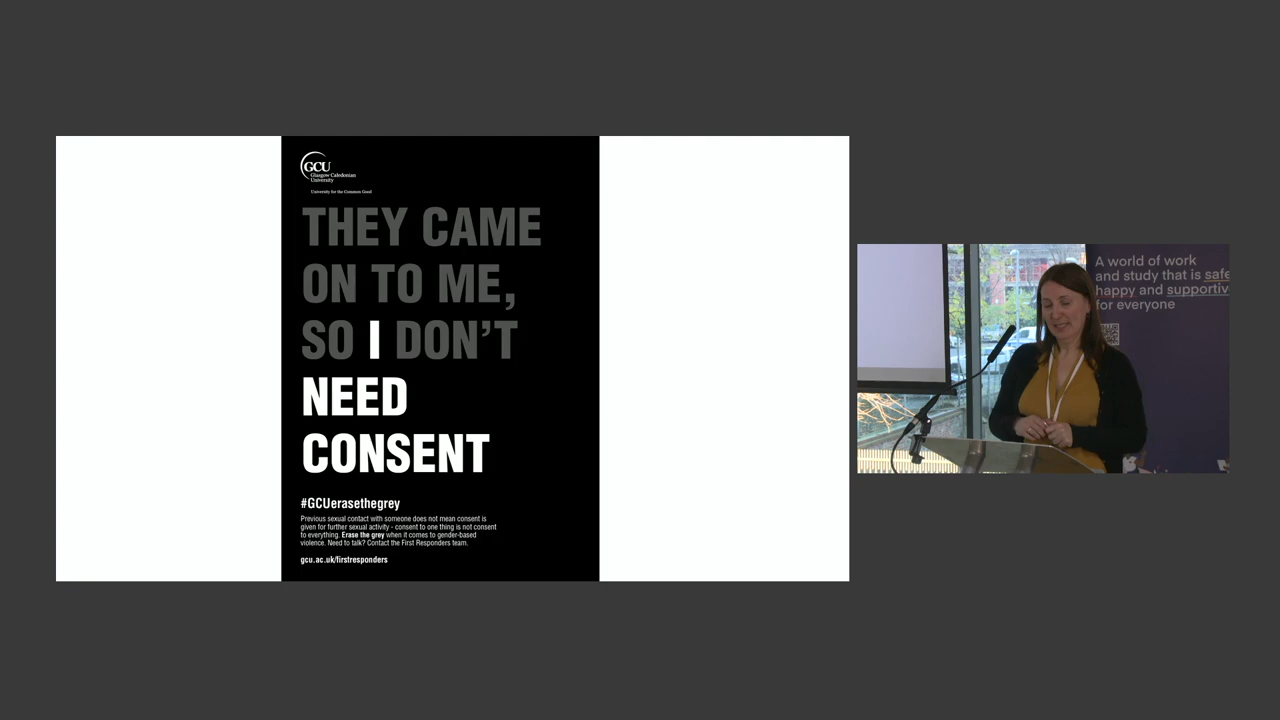 GCU
Glasgow Caledonian
University
University for the Common Good
THEY CAME
ON TO ME,
SO I DON'T
NEED
CONSENT
#GCUerasethegrey
Previous sexual contact with someone does not mean consent is
given for further sexual activity - consent to one thing is not consent
to everything. Erase the grey when it comes to gender-based
violence. Need to talk? Contact the First Responders team.
gcu.ac.uk/firstresponders
A world of work
and study that is safe
happy and supportiv
for everyone